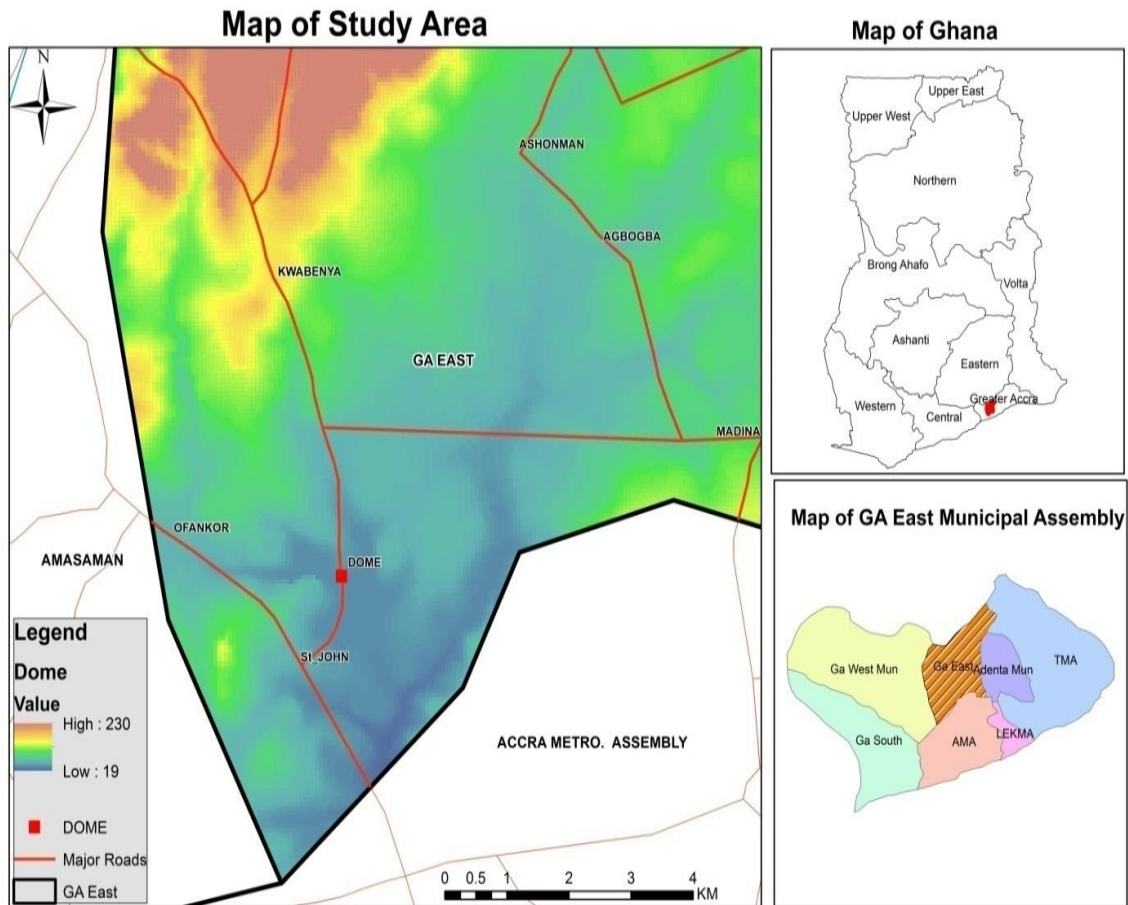 Map of Study Area
N
ASHONMAN
AGBOGBA
KWABENYA
GA EAST
MADINA
OFANKOR
AMASAMAN
DOME
St_JOHN
ACCRA METRO. ASSEMBLY
Legend
Dome
Value
High : 230
Low : 19
DOME
Major Roads
GA East
0 0.5 1 2 3 4
KM
Map of Ghana
Upper East
Upper West
Northern
Brong Ahafo
Volta
Ashanti
Eastern
Western
Greater Accra
Central
Map of GA East Municipal Assembly
Ga West Mun
Ga East
Adenta Mun
TMA
Ga South
AMA
LEKMA